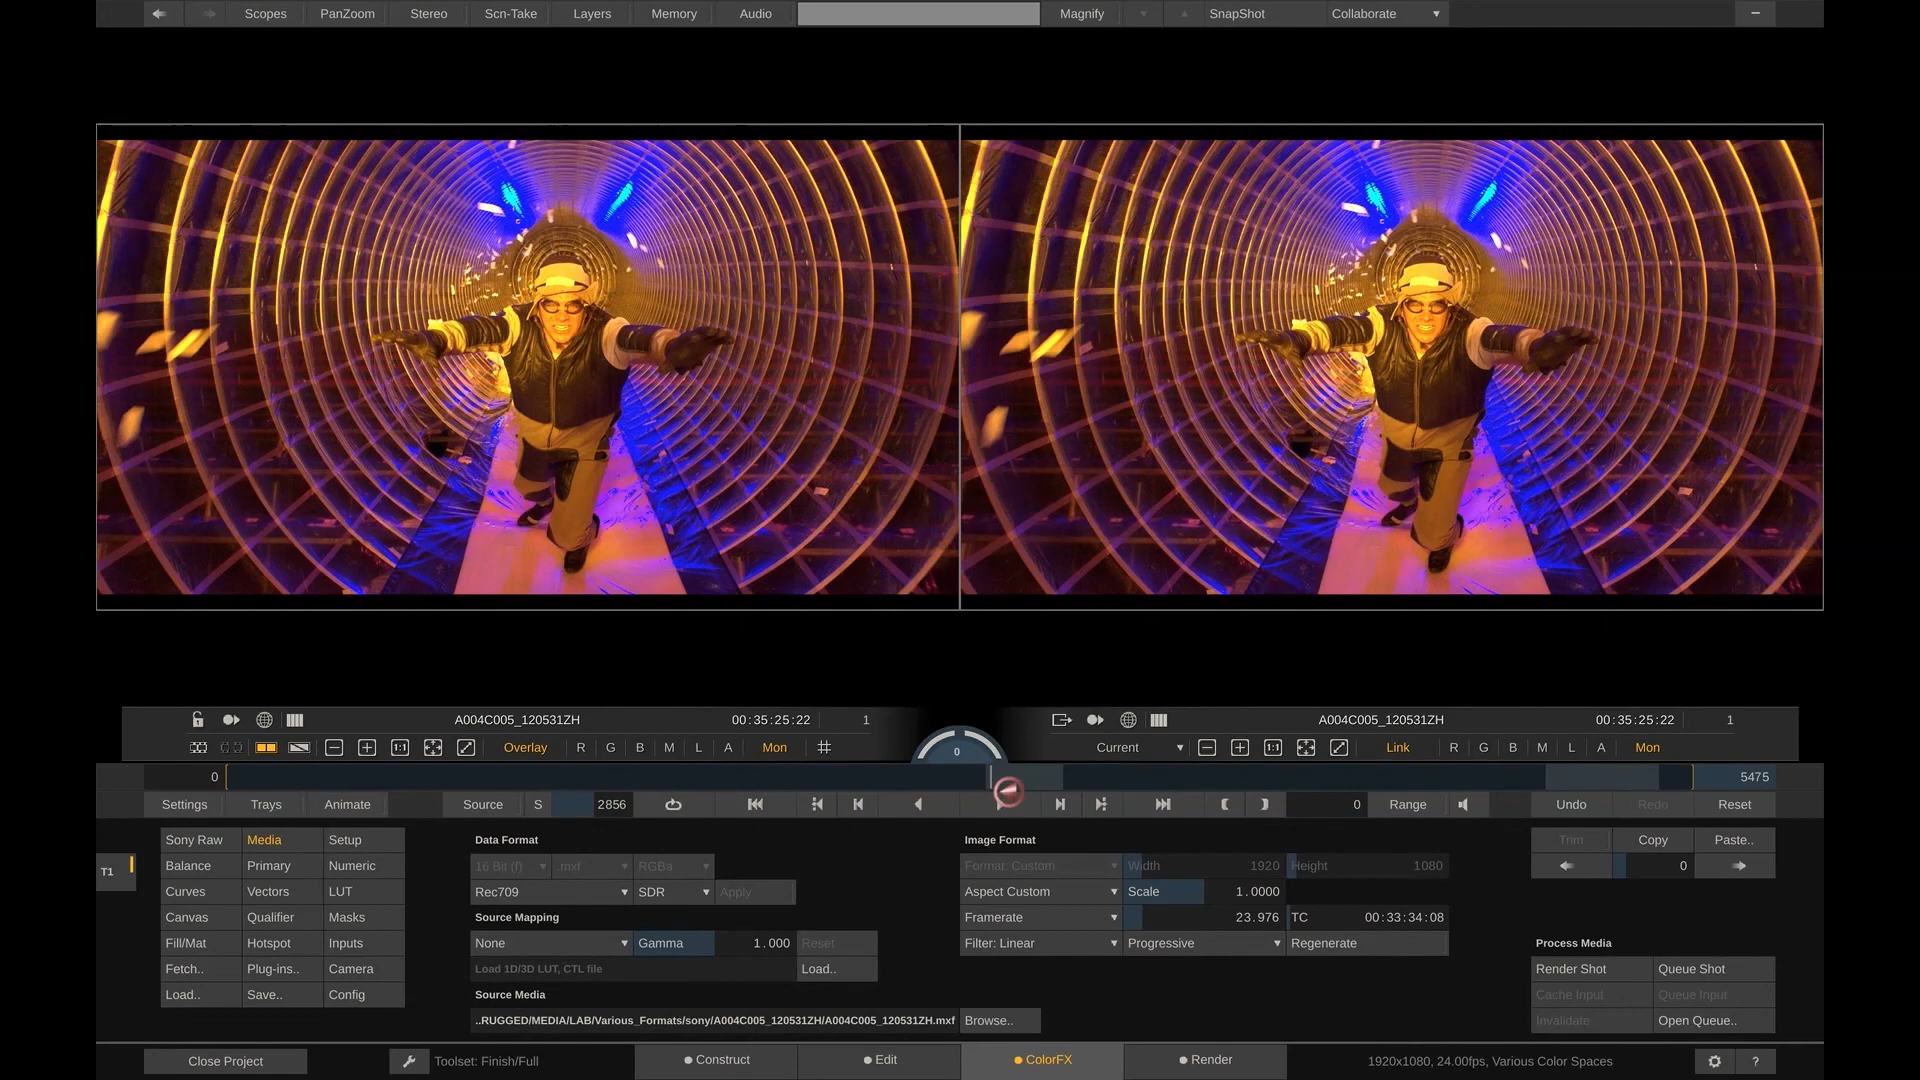 Scopes PanZoom Stereo Scn-Take Layers Memory Audio Magnify SnapShot Collaborate
A004C005_120531ZH 00:35:25:22 1 A004C005_120531ZH 00:35:25:22 1
1:1 Overlay R G B M L A Mon 0 Current 1:1 Link R G B M L A Mon
0 5475
Settings Trays Animate Source S 2856 0 Range Undo Redo Reset
Sony Raw Media Setup Data Format Image Format Trim Copy Paste..
Balance Primary Numeric 16 Bit (f) .mxf RGBa Format: Custom Width 1920 Height 1080 0
T1
Curves Vectors LUT Rec709 SDR Apply Aspect Custom Scale 1.0000
Canvas Qualifier Masks Source Mapping Framerate 23.976 TC 00:33:34:08
Fill/Mat Hotspot Inputs None Gamma 1.000 Reset Filter: Linear Progressive Regenerate Process Media
Fetch.. Plug-ins.. Camera Load 1D/3D LUT, CTL file Load.. Render Shot Queue Shot
Load.. Save.. Config Source Media Cache Input Queue Input
..RUGGED/MEDIA/LAB/Various_Formats/sony/A004C005_120531ZH/A004C005_120531ZH.mxf Browse.. Invalidate Open Queue..
Close Project Toolset: Finish/Full Construct Edit ColorFX Render 1920x1080, 24.00fps, Various Color Spaces ?